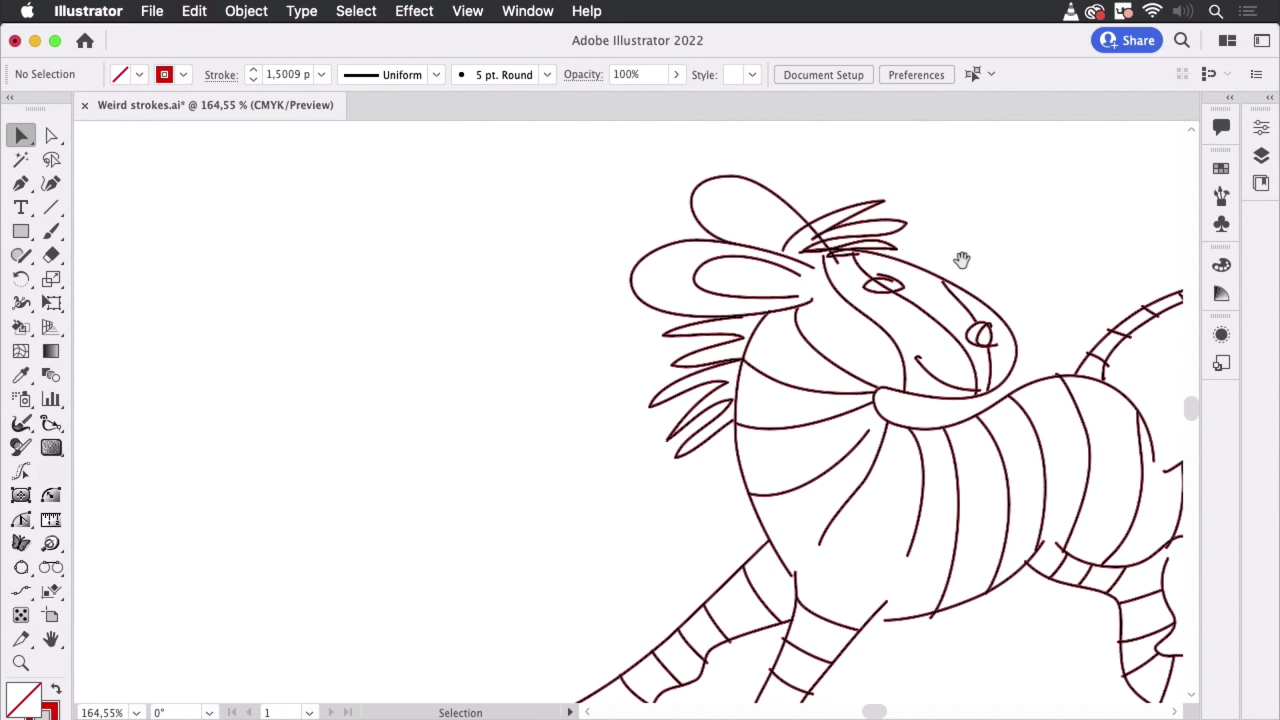 Illustrator File Edit Object Type Select Effect View Window Help
Adobe Illustrator 2022
Share
No Selection Stroke: 1,5009 p Uniform 5 pt. Round Opacity: 100% Style: Document Setup Preferences
Weird strokes.ai* @ 164,55 % (CMYK/Preview)
164,55% 0° 1 Selection